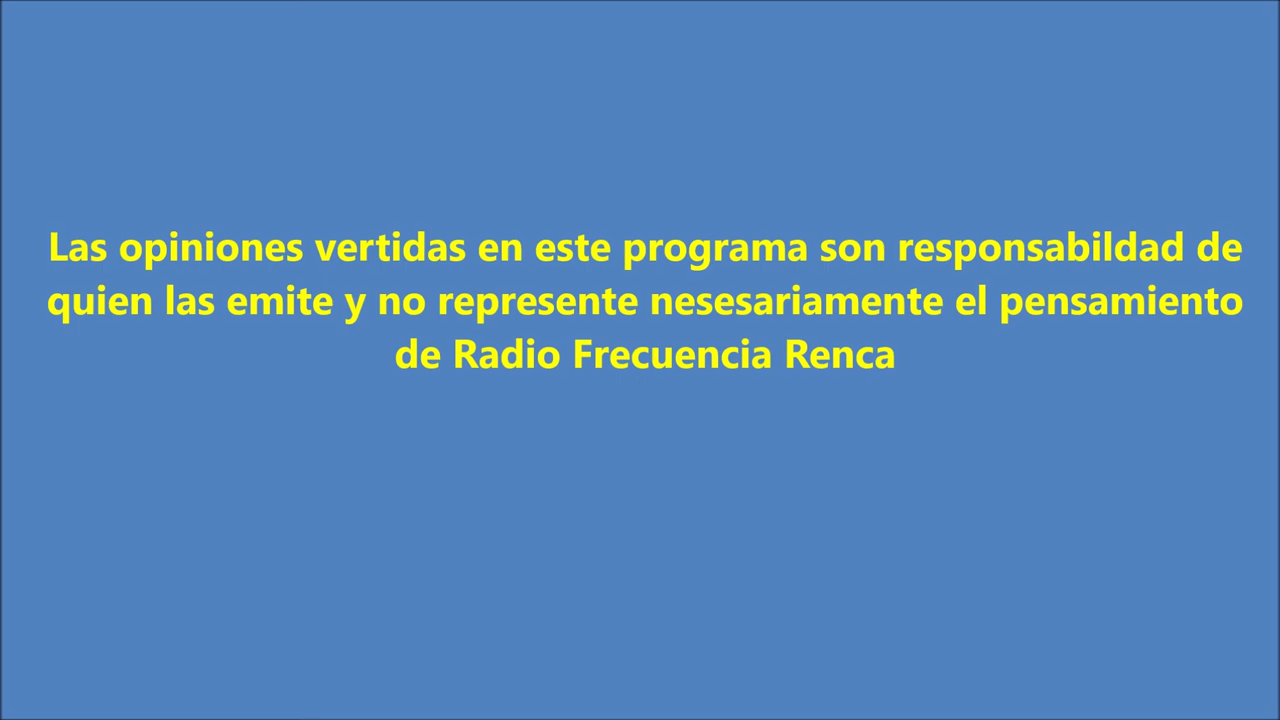 Las opiniones vertidas en este programa son responsabildad de
quien las emite y no represente nesesariamente el pensamiento
de Radio Frecuencia Renca